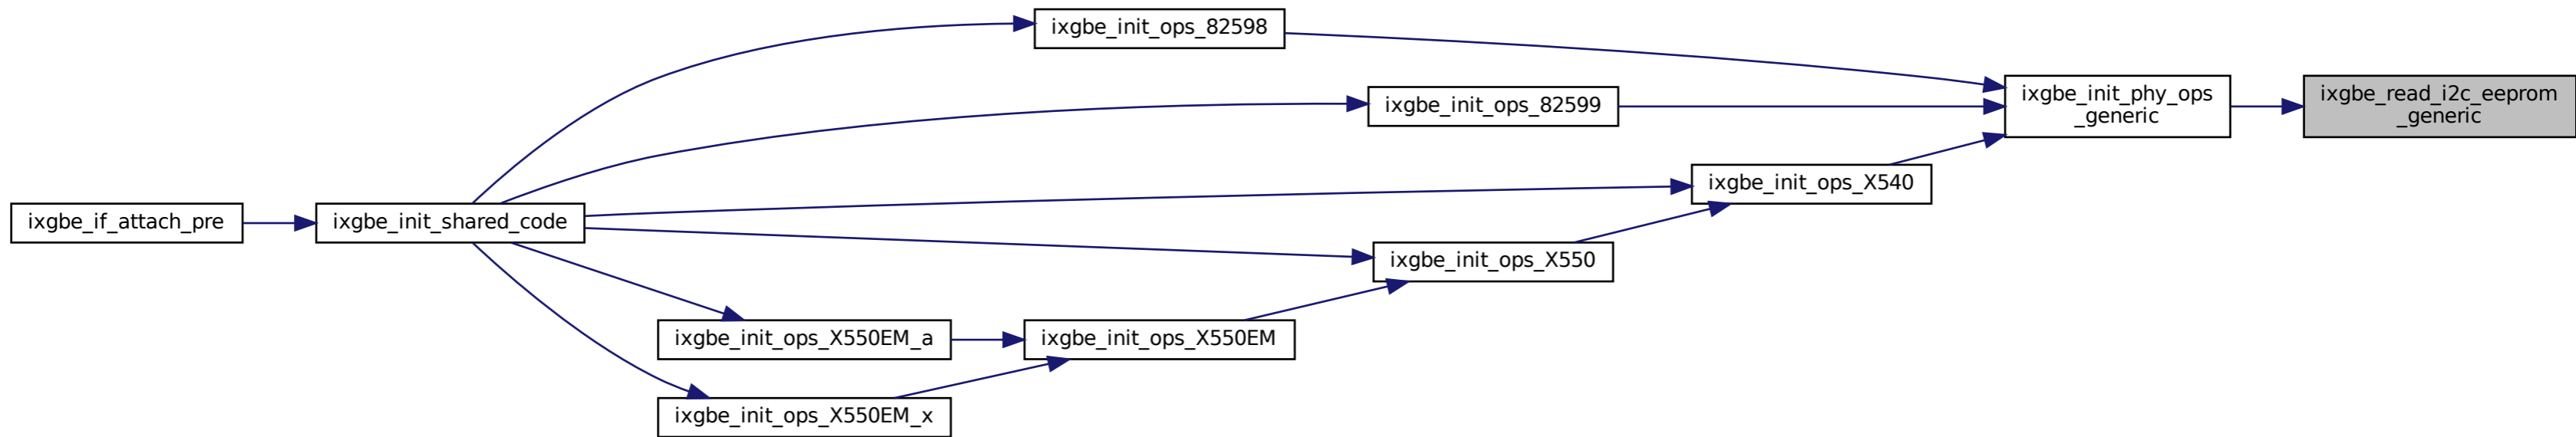 ixgbe_init_ops_82598
ixgbe_init_phy_ops
_generic
ixgbe_read_i2c_eeprom
_generic
ixgbe_init_ops_82599
ixgbe_init_ops_X540
ixgbe_if_attach_pre
ixgbe_init_shared_code
ixgbe_init_ops_X550
ixgbe_init_ops_X550EM_a
ixgbe_init_ops_X550EM
ixgbe_init_ops_X550EM_x